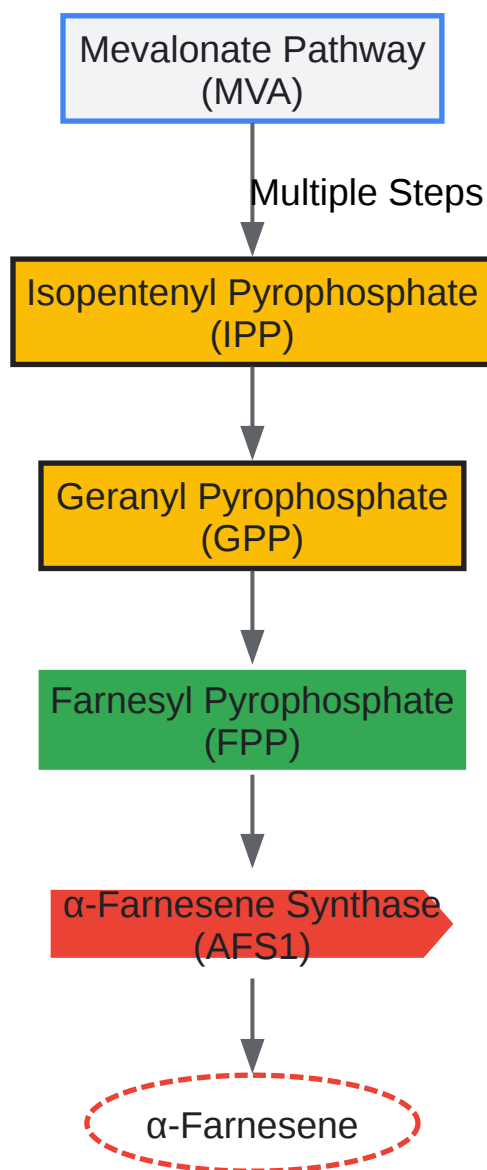 Mevalonate Pathway
(MVA)
Multiple Steps
Isopentenyl Pyrophosphate
(IPP)
Geranyl Pyrophosphate
(GPP)
Farnesyl Pyrophosphate
(FPP)
α-Farnesene Synthase
(AFS1)
α-Farnesene